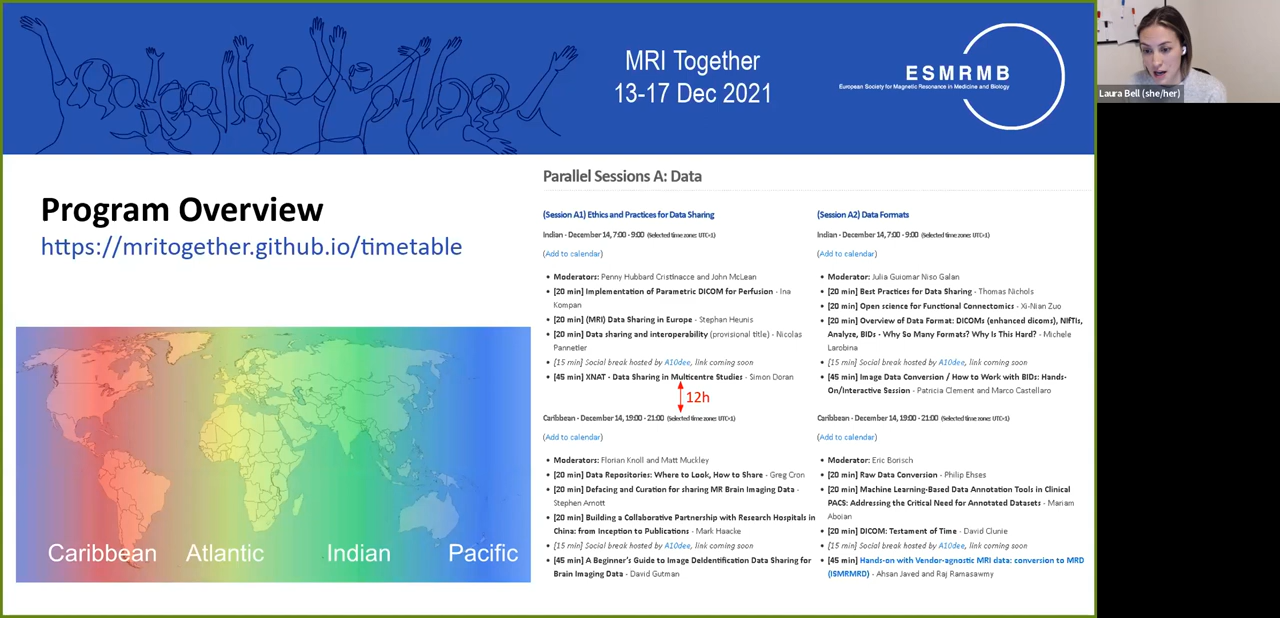 MRI Together
13-17 Dec 2021
ESMRMB
European Society for Magnetic Resonance in Medicine and Biology
Laura Bell (she/her)
Program Overview
https://mritogether.github.io/timetable
Caribbean
Atlantic
Indian
Pacific
Parallel Sessions A: Data
(Session A1) Ethics and Practices for Data Sharing
Indian - December 14, 7:00 - 9:00 (Selected time zone: UTC+1)
(Add to calendar)
• Moderators: Penny Hubbard Cristinacce and John McLean
• [20 min] Implementation of Parametric DICOM for Perfusion - Ina
Kompan
• [20 min] (MRI) Data Sharing in Europe - Stephan Heunis
• [20 min] Data sharing and interoperability (provisional title) - Nicolas
Pannetier
• [15 min] Social break hosted by A10dee, link coming soon
• [45 min] XNAT - Data Sharing in Multicentre Studies - Simon Doran
12h
Caribbean - December 14, 19:00 - 21:00 (Selected time zone: UTC+1)
(Add to calendar)
• Moderators: Florian Knoll and Matt Muckley
• [20 min] Data Repositories: Where to Look, How to Share - Greg Cron
• [20 min] Defacing and Curation for sharing MR Brain Imaging Data -
Stephen Arnott
• [20 min] Building a Collaborative Partnership with Research Hospitals in
China: from Inception to Publications - Mark Haacke
• [15 min] Social break hosted by A10dee, link coming soon
• [45 min] A Beginner's Guide to Image DeIdentification Data Sharing for
Brain Imaging Data - David Gutman
(Session A2) Data Formats
Indian - December 14, 7:00 - 9:00 (Selected time zone: UTC+1)
(Add to calendar)
• Moderator: Julia Guiomar Niso Galan
• [20 min] Best Practices for Data Sharing - Thomas Nichols
• [20 min] Open science for Functional Connectomics - Xi-Nian Zuo
• [20 min] Overview of Data Format: DICOMs (enhanced dicoms), NIfTIs,
Analyze, BIDs - Why So Many Formats? Why Is This Hard? - Michele
Larobina
• [15 min] Social break hosted by A10dee, link coming soon
• [45 min] Image Data Conversion / How to Work with BIDs: Hands-
On/Interactive Session - Patricia Clement and Marco Castellaro
Caribbean - December 14, 19:00 - 21:00 (Selected time zone: UTC+1)
(Add to calendar)
• Moderator: Eric Borisch
• [20 min] Raw Data Conversion - Philip Ehses
• [20 min] Machine Learning-Based Data Annotation Tools in Clinical
PACS: Addressing the Critical Need for Annotated Datasets - Mariam
Aboian
• [20 min] DICOM: Testament of Time - David Clunie
• [15 min] Social break hosted by A10dee, link coming soon
• [45 min] Hands-on with Vendor-agnostic MRI data: conversion to MRD
(ISMRMRD) - Ahsan Javed and Raj Ramasawmy